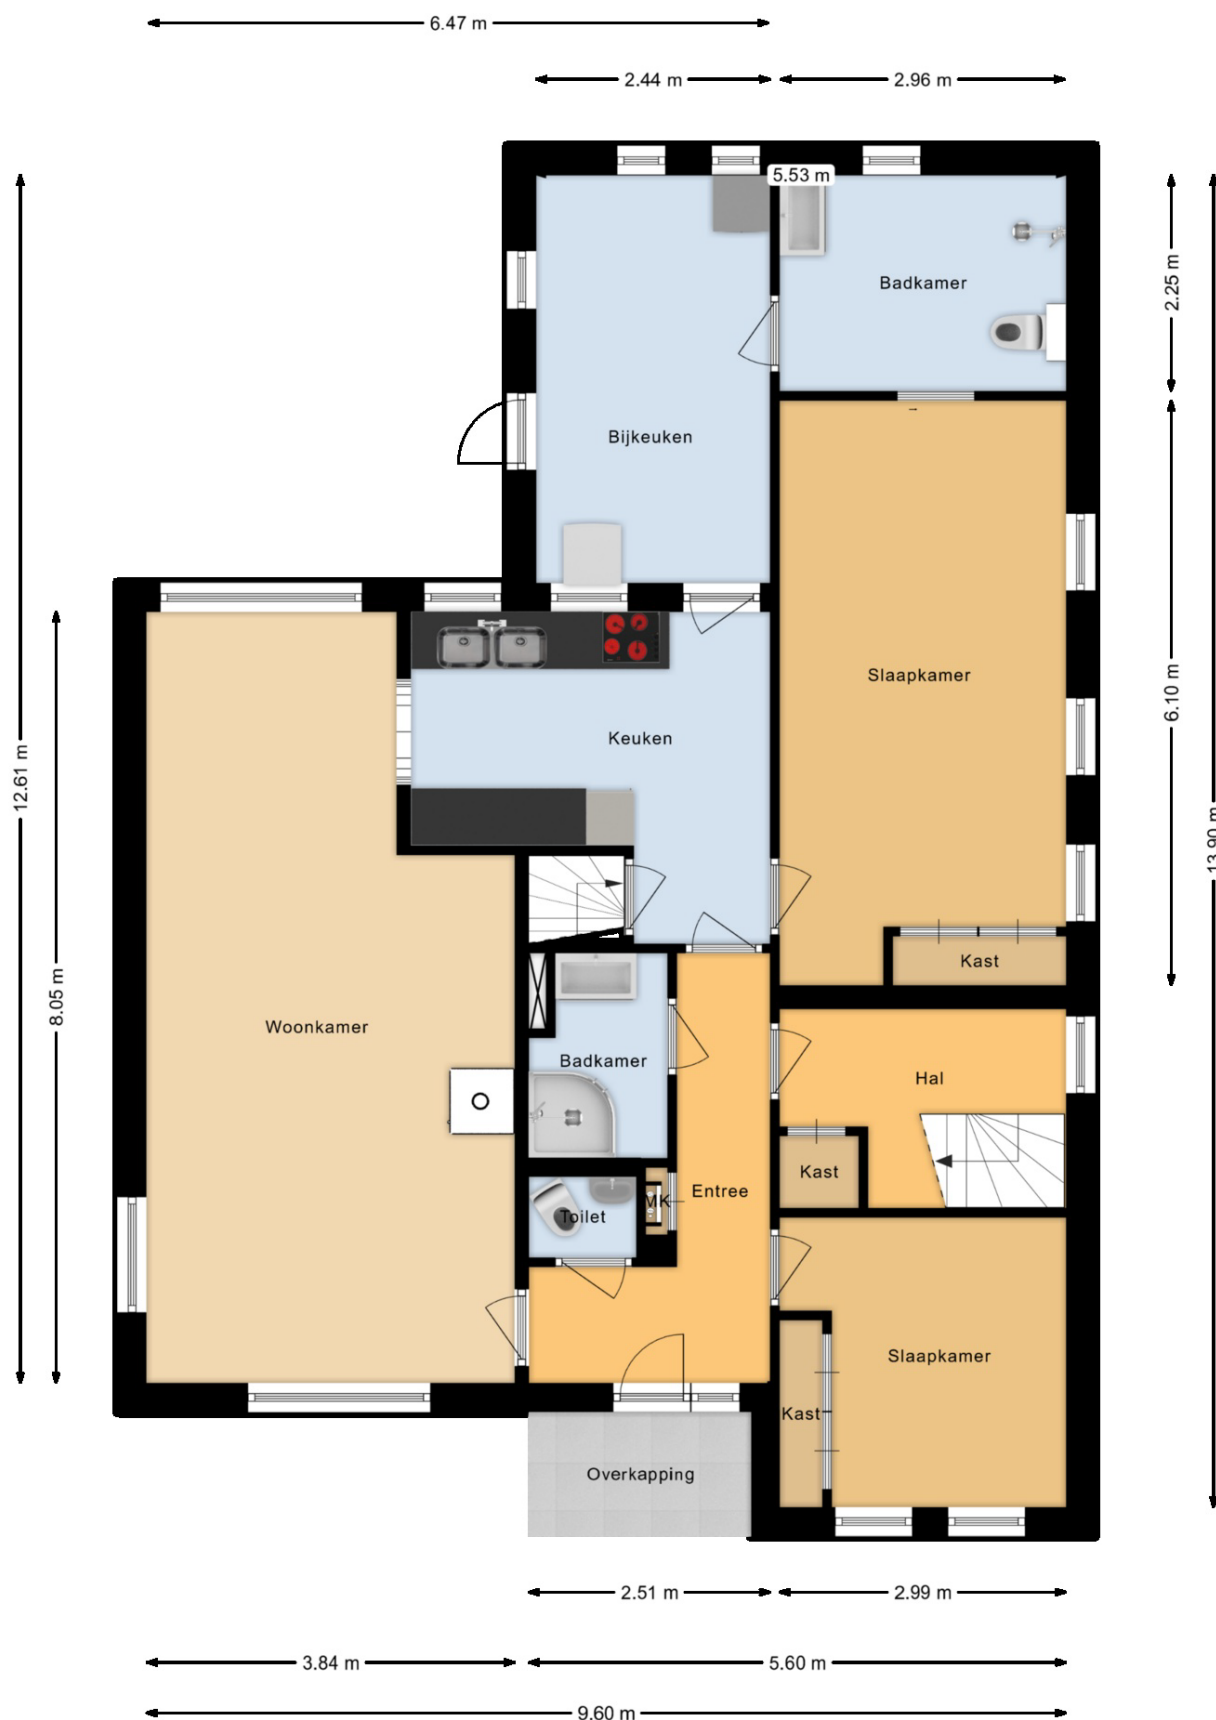 6.47 m
2.44 m
2.96 m
5.53 m
Badkamer
2.25 m
Bijkeuken
Slaapkamer
6.10 m
Keuken
12.61 m
13.90 m
Kast
8.05 m
Woonkamer
Badkamer
Hal
Kast
Entree
MK
Toilet
Slaapkamer
Kast
Overkapping
2.51 m
2.99 m
3.84 m
5.60 m
9.60 m